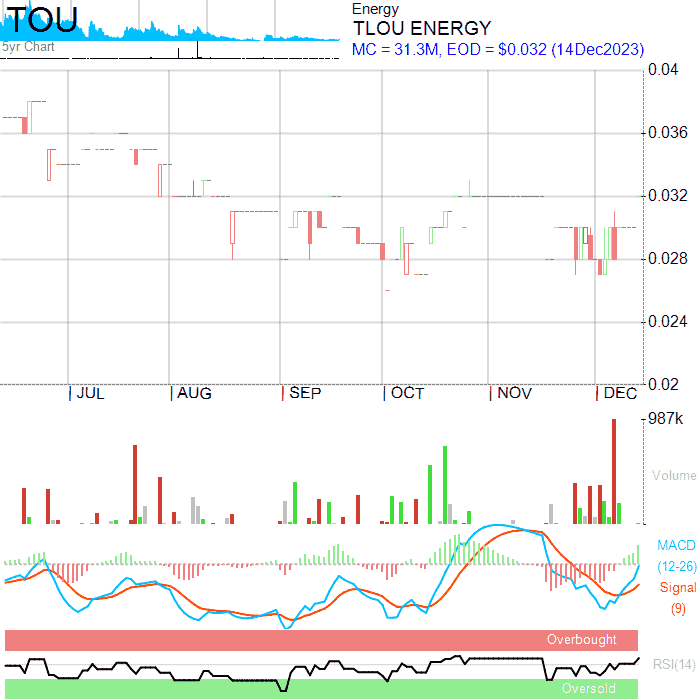 TOU
5yr Chart
Energy
TLOU ENERGY
MC = 31.3M, EOD = $0.032 (14Dec2023)
0.04
0.036
0.032
0.028
0.024
0.02
JUL AUG SEP OCT NOV DEC
987k
Volume
MACD
(12-26)
Signal
(9)
Overbought
RSI(14)
Oversold